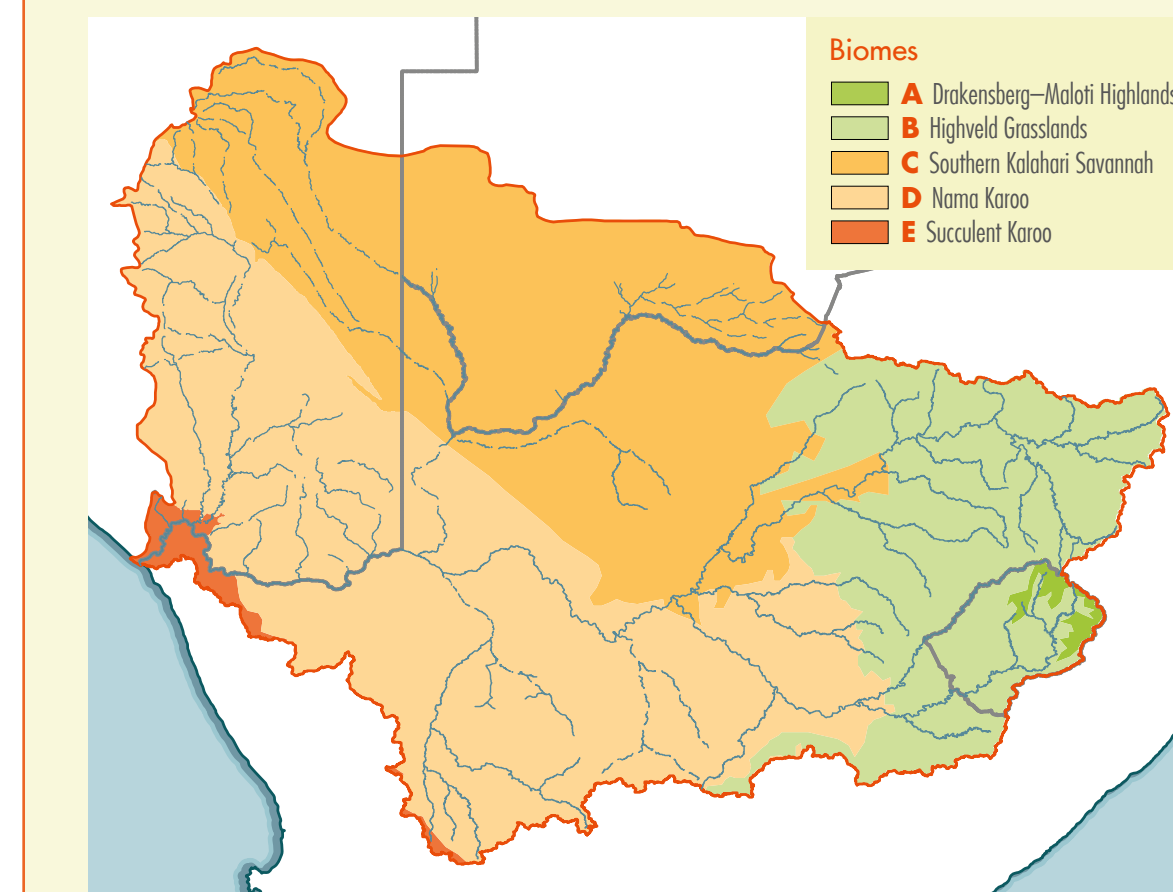 Biomes
A Drakensberg–Maloti Highlands
B Highveld Grasslands
C Southern Kalahari Savannah
D Nama Karoo
E Succulent Karoo